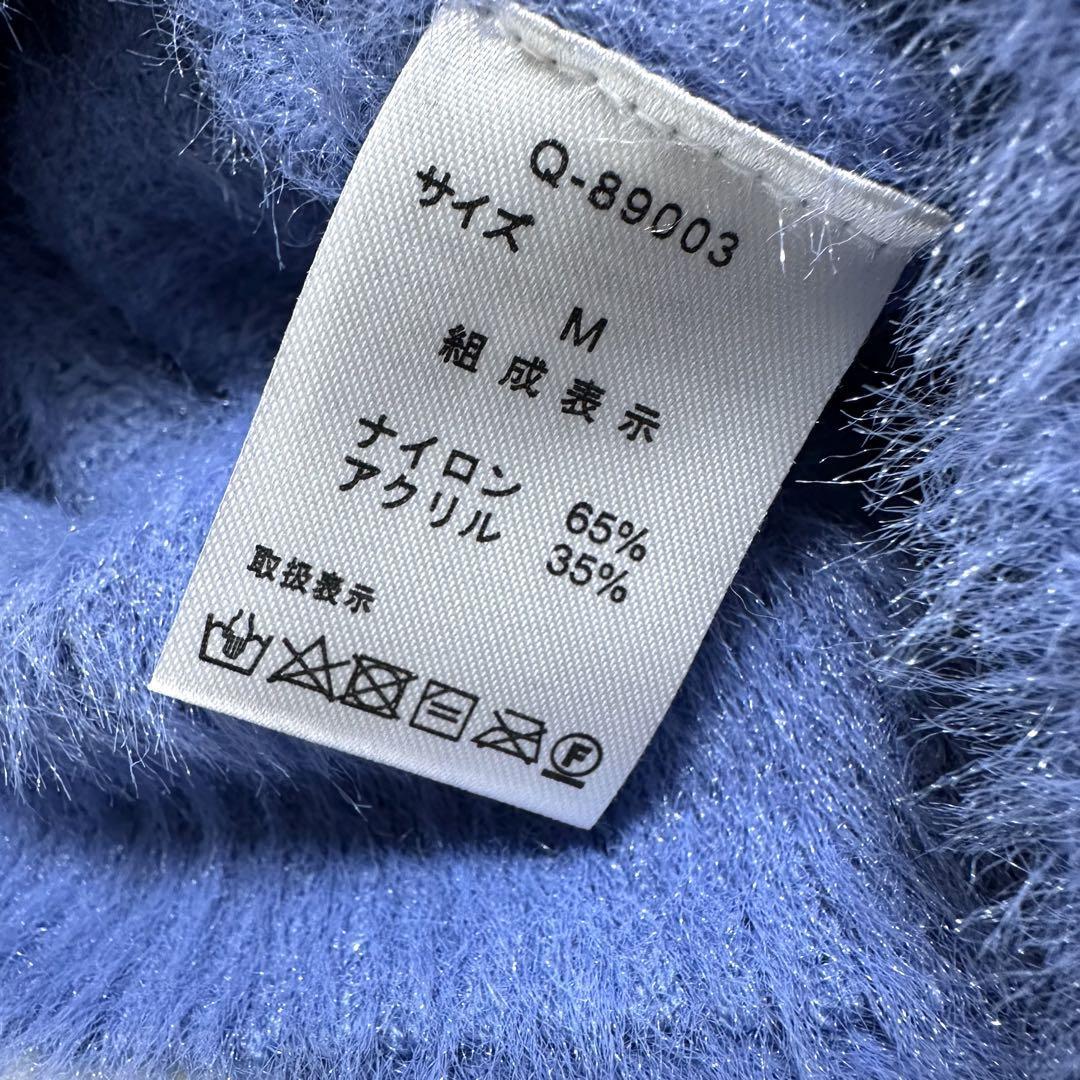 Q-89003
サイズ
M
組成表示
ナイロン 65%
アクリル 35%
取扱表示
F